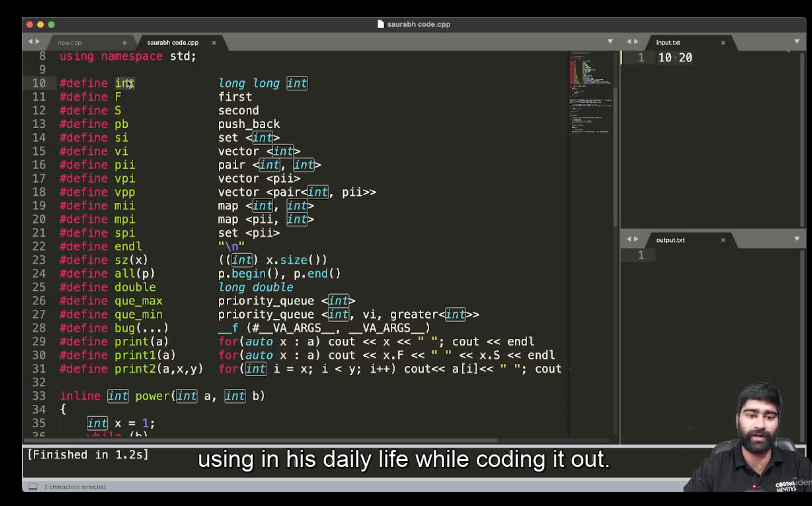 saurabh code.cpp
now.cpp
saurabh code.cpp
8 using namespace std;
9
10 #define int long long int
11 #define F first
12 #define S second
13 #define pb push_back
14 #define si set <int>
15 #define vi vector <int>
16 #define pii pair <int, int>
17 #define vpi vector <pii>
18 #define vpp vector <pair<int, pii>>
19 #define mii map <int, int>
20 #define mpi map <pii, int>
21 #define spi set <pii>
22 #define endl "\n"
23 #define sz(x) ((int) x.size())
24 #define all(p) p.begin(), p.end()
25 #define double long double
26 #define que_max priority_queue <int>
27 #define que_min priority_queue <int, vi, greater<int>>
28 #define bug(...) __f (#__VA_ARGS__, __VA_ARGS__)
29 #define print(a) for(auto x : a) cout << x << " "; cout << endl
30 #define print1(a) for(auto x : a) cout << x.F << " " << x.S << endl
31 #define print2(a,x,y) for(int i = x; i < y; i++) cout<< a[i]<< " "; cout
32
33 inline int power(int a, int b)
34 {
35 int x = 1;
36 while (b)
input.txt
1 10 20
output.txt
1
[Finished in 1.2s]
using in his daily life while coding it out.
3 characters selected